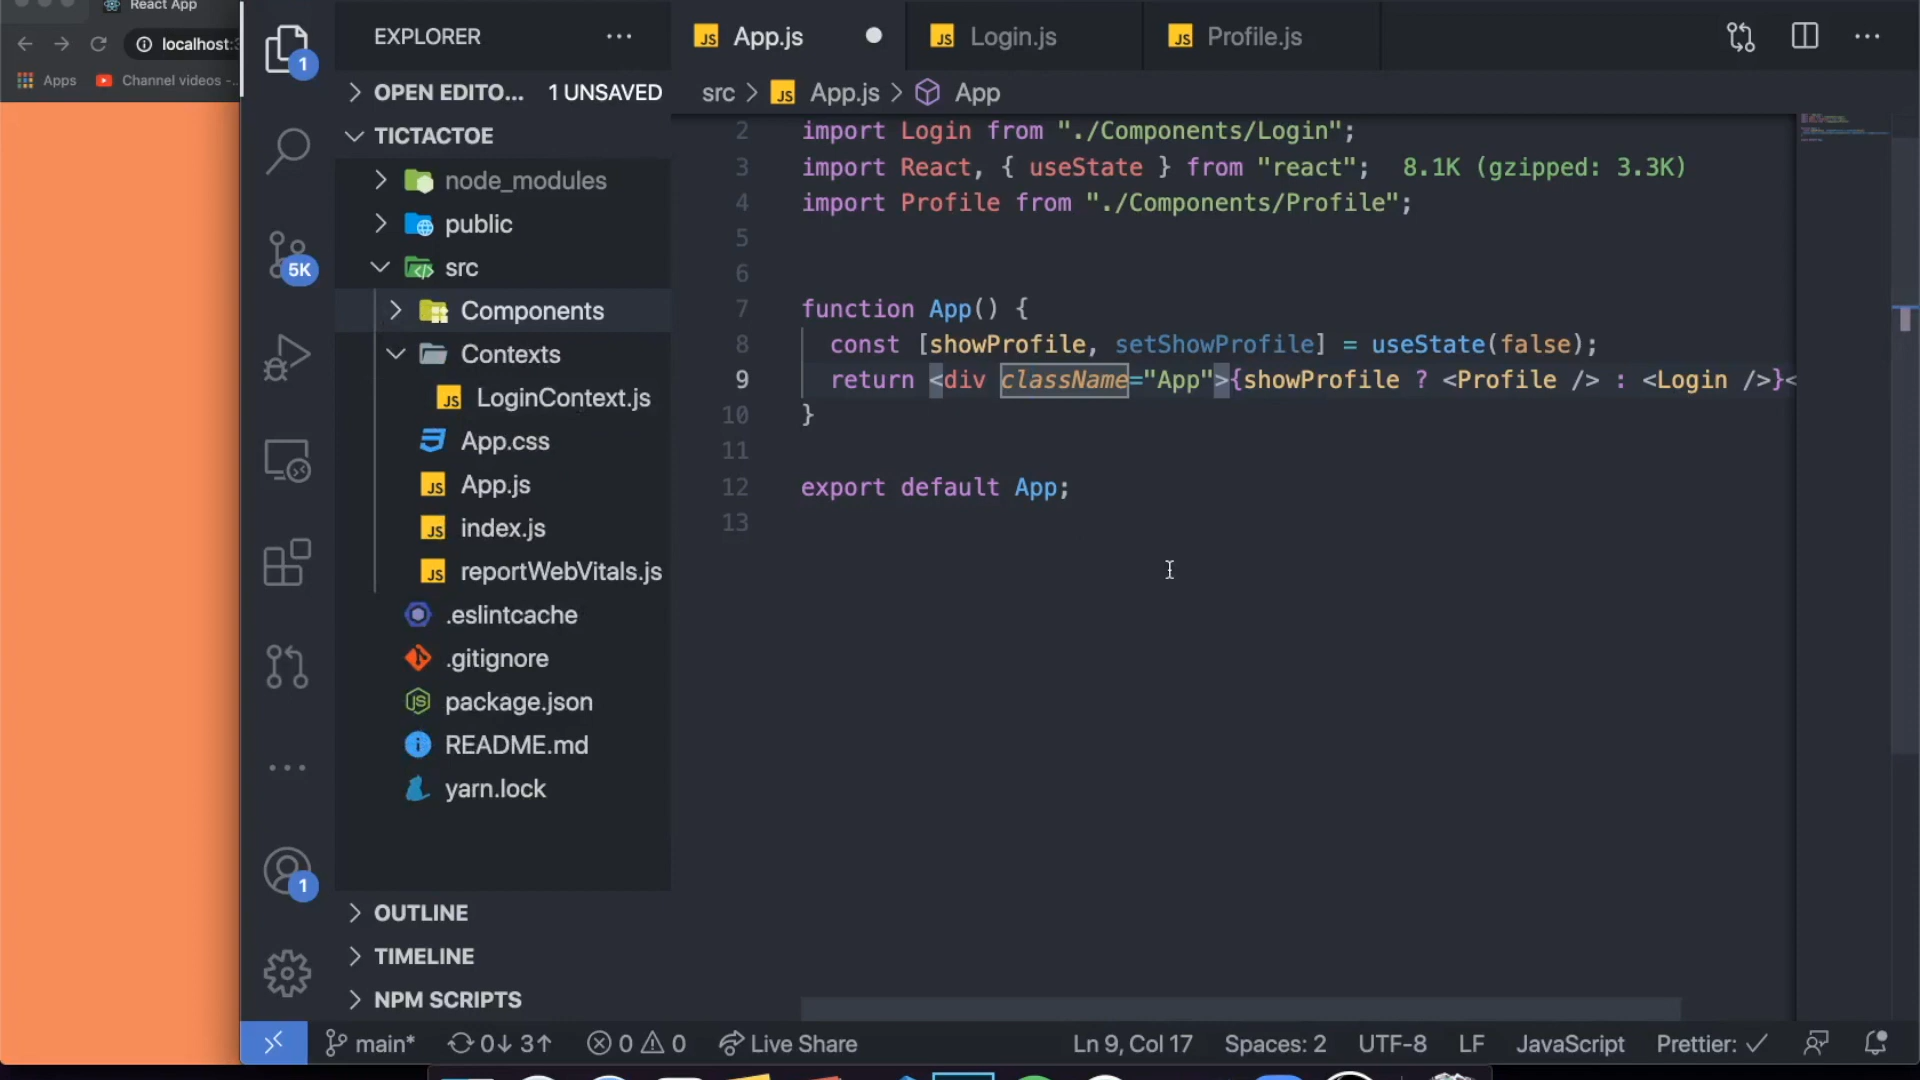 React App
localhost:3
Apps
Channel videos -...
1
EXPLORER
OPEN EDITO... 1 UNSAVED
TICTACTOE
node_modules
public
5K
src
Components
Contexts
LoginContext.js
App.css
App.js
index.js
reportWebVitals.js
.eslintcache
.gitignore
package.json
README.md
yarn.lock
1
OUTLINE
TIMELINE
NPM SCRIPTS
App.js
Login.js
Profile.js
src > App.js > App
2 import Login from "./Components/Login";
3 import React, { useState } from "react"; 8.1K (gzipped: 3.3K)
4 import Profile from "./Components/Profile";
5
6
7 function App() {
8 const [showProfile, setShowProfile] = useState(false);
9 return <div className="App">{showProfile ? <Profile /> : <Login />}<
10 }
11
12 export default App;
13
main* 0↓ 3↑ 0 0 Live Share Ln 9, Col 17 Spaces: 2 UTF-8 LF JavaScript Prettier: ✓